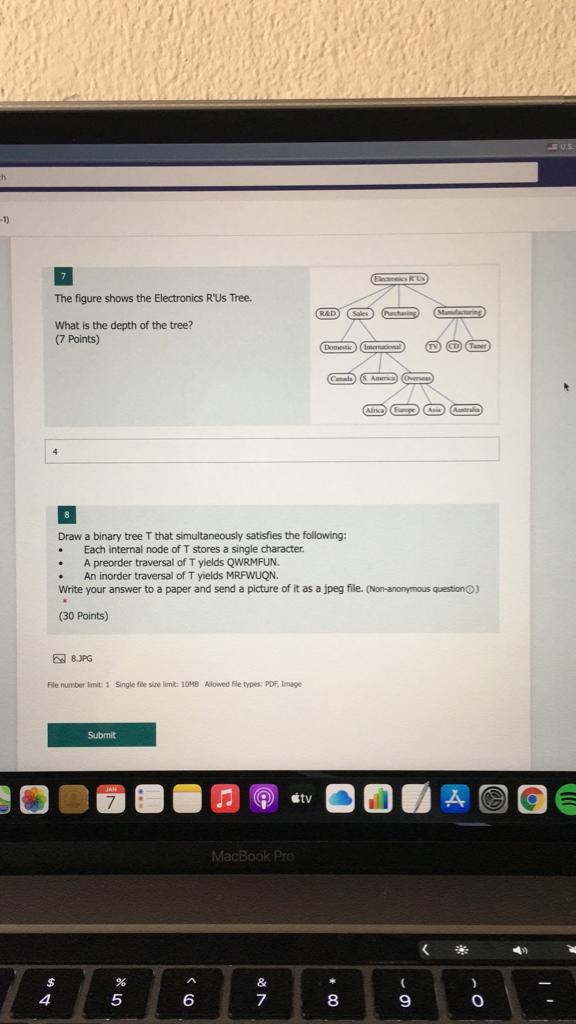 U.S.
ch
-1)
7
The figure shows the Electronics R'Us Tree.
What is the depth of the tree?
(7 Points)
Electronics R'Us
R&D Sales Purchasing Manufacturing
Domestic International TV CD Tuner
Canada S. America Overseas
Africa Europe Asia Australia
4
8
Draw a binary tree T that simultaneously satisfies the following:
• Each internal node of T stores a single character.
• A preorder traversal of T yields QWRMFUN.
• An inorder traversal of T yields MRFWUQN.
Write your answer to a paper and send a picture of it as a jpeg file. (Non-anonymous question)
*
(30 Points)
8.JPG
File number limit: 1 Single file size limit: 10MB Allowed file types: PDF, Image
Submit
JAN
7
tv
MacBook Pro
$ % ^ & * ( )
4 5 6 7 8 9 0 -